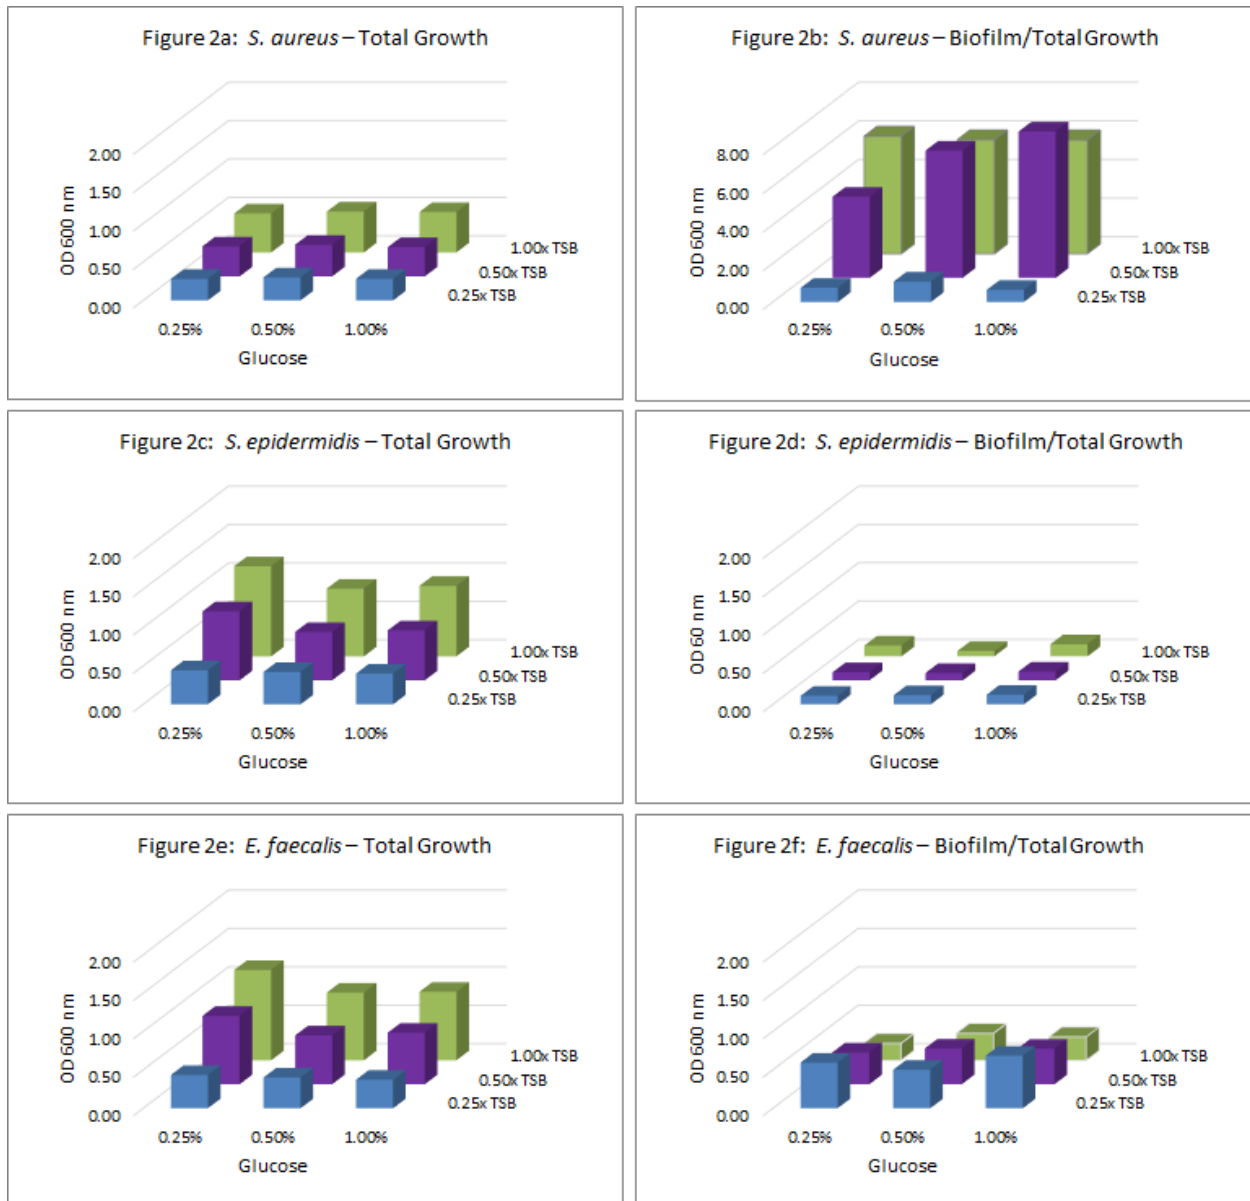 Figure 2a: S. aureus – Total Growth
2.00
1.50
1.00
0.50
0.00
OD 600 nm
1.00x TSB
0.50x TSB
0.25x TSB
0.25% 0.50% 1.00%
Glucose
Figure 2b: S. aureus – Biofilm/Total Growth
8.00
6.00
4.00
2.00
0.00
OD 600 nm
1.00x TSB
0.50x TSB
0.25x TSB
0.25% 0.50% 1.00%
Glucose
Figure 2c: S. epidermidis – Total Growth
2.00
1.50
1.00
0.50
0.00
OD 600 nm
1.00x TSB
0.50x TSB
0.25x TSB
0.25% 0.50% 1.00%
Glucose
Figure 2d: S. epidermidis – Biofilm/Total Growth
2.00
1.50
1.00
0.50
0.00
OD 60 nm
1.00x TSB
0.50x TSB
0.25x TSB
0.25% 0.50% 1.00%
Glucose
Figure 2e: E. faecalis – Total Growth
2.00
1.50
1.00
0.50
0.00
OD 600 nm
1.00x TSB
0.50x TSB
0.25x TSB
0.25% 0.50% 1.00%
Glucose
Figure 2f: E. faecalis – Biofilm/Total Growth
2.00
1.50
1.00
0.50
0.00
OD 600 nm
1.00x TSB
0.50x TSB
0.25x TSB
0.25% 0.50% 1.00%
Glucose